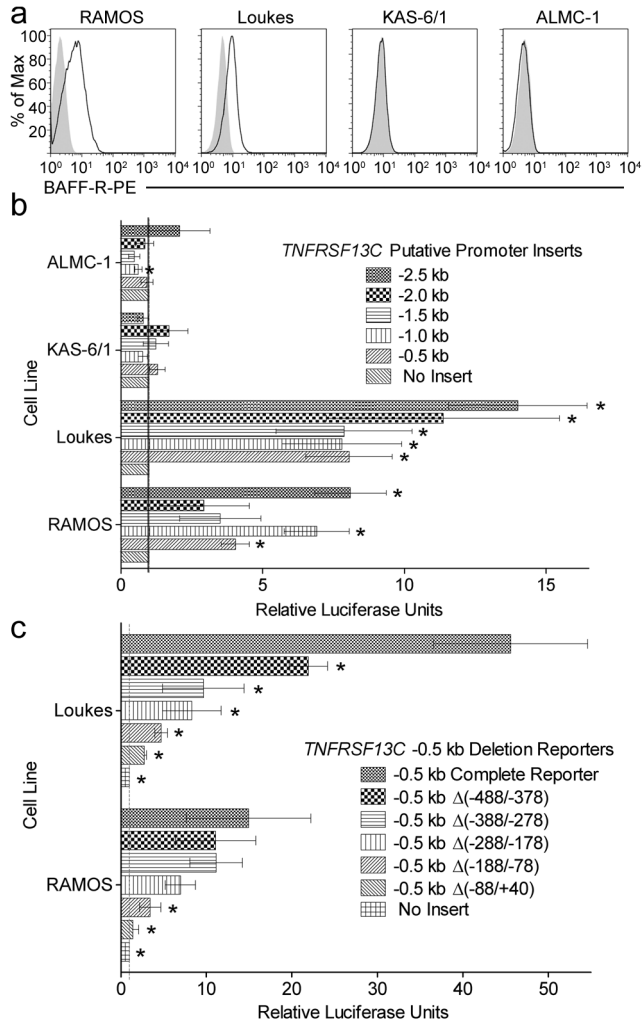 a
RAMOS Loukes KAS-6/1 ALMC-1
% of Max
100
80
60
40
20
10⁰ 10¹ 10² 10³ 10⁴ 10⁰ 10¹ 10² 10³ 10⁴ 10⁰ 10¹ 10² 10³ 10⁴ 10⁰ 10¹ 10² 10³ 10⁴
BAFF-R-PE
b
TNFRSF13C Putative Promoter Inserts
-2.5 kb
-2.0 kb
-1.5 kb
-1.0 kb
-0.5 kb
No Insert
Cell Line
ALMC-1
*
KAS-6/1
Loukes
*
*
*
*
*
RAMOS
*
*
*
0 5 10 15
Relative Luciferase Units
c
Cell Line
Loukes
*
*
*
*
*
*
TNFRSF13C -0.5 kb Deletion Reporters
-0.5 kb Complete Reporter
-0.5 kb Δ(-488/-378)
-0.5 kb Δ(-388/-278)
-0.5 kb Δ(-288/-178)
-0.5 kb Δ(-188/-78)
-0.5 kb Δ(-88/+40)
No Insert
RAMOS
*
*
*
0 10 20 30 40 50
Relative Luciferase Units